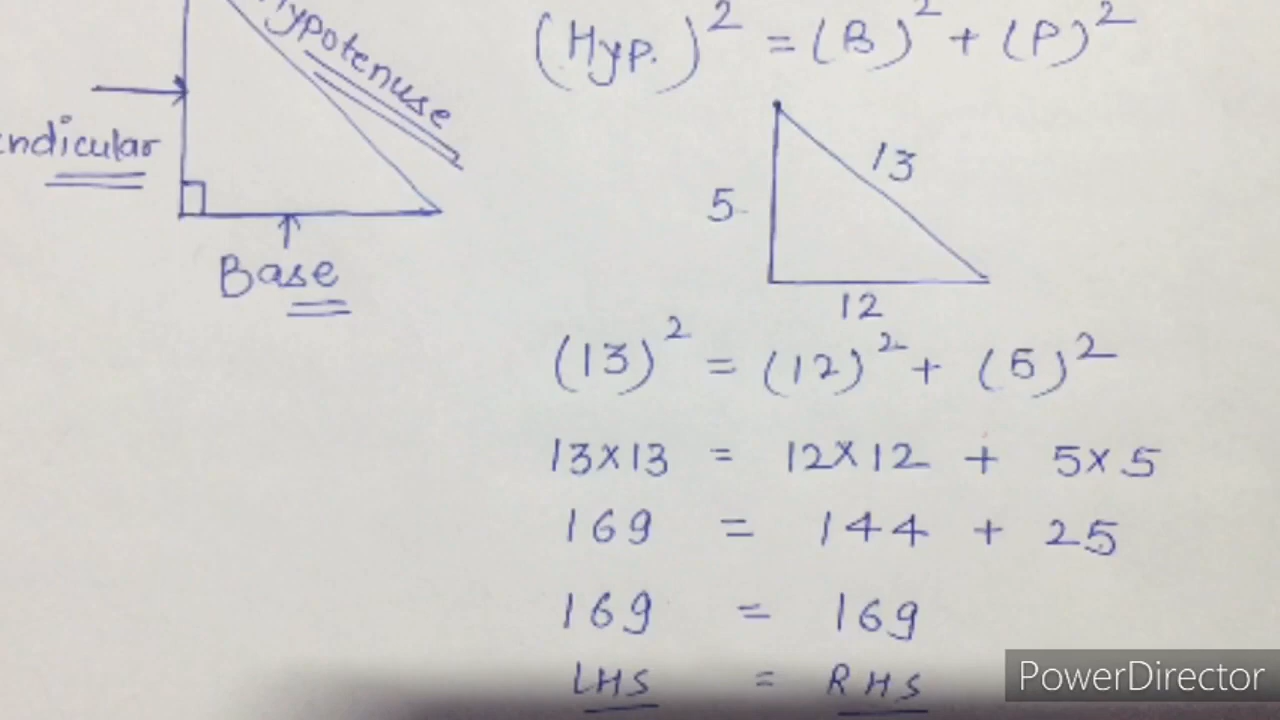 Hypotenuse
ndicular
Base
(Hyp.)² = (B)² + (P)²
13
5
12
(13)² = (12)² + (5)²
13×13 = 12×12 + 5×5
169 = 144 + 25
169 = 169
LHS = RHS
PowerDirector